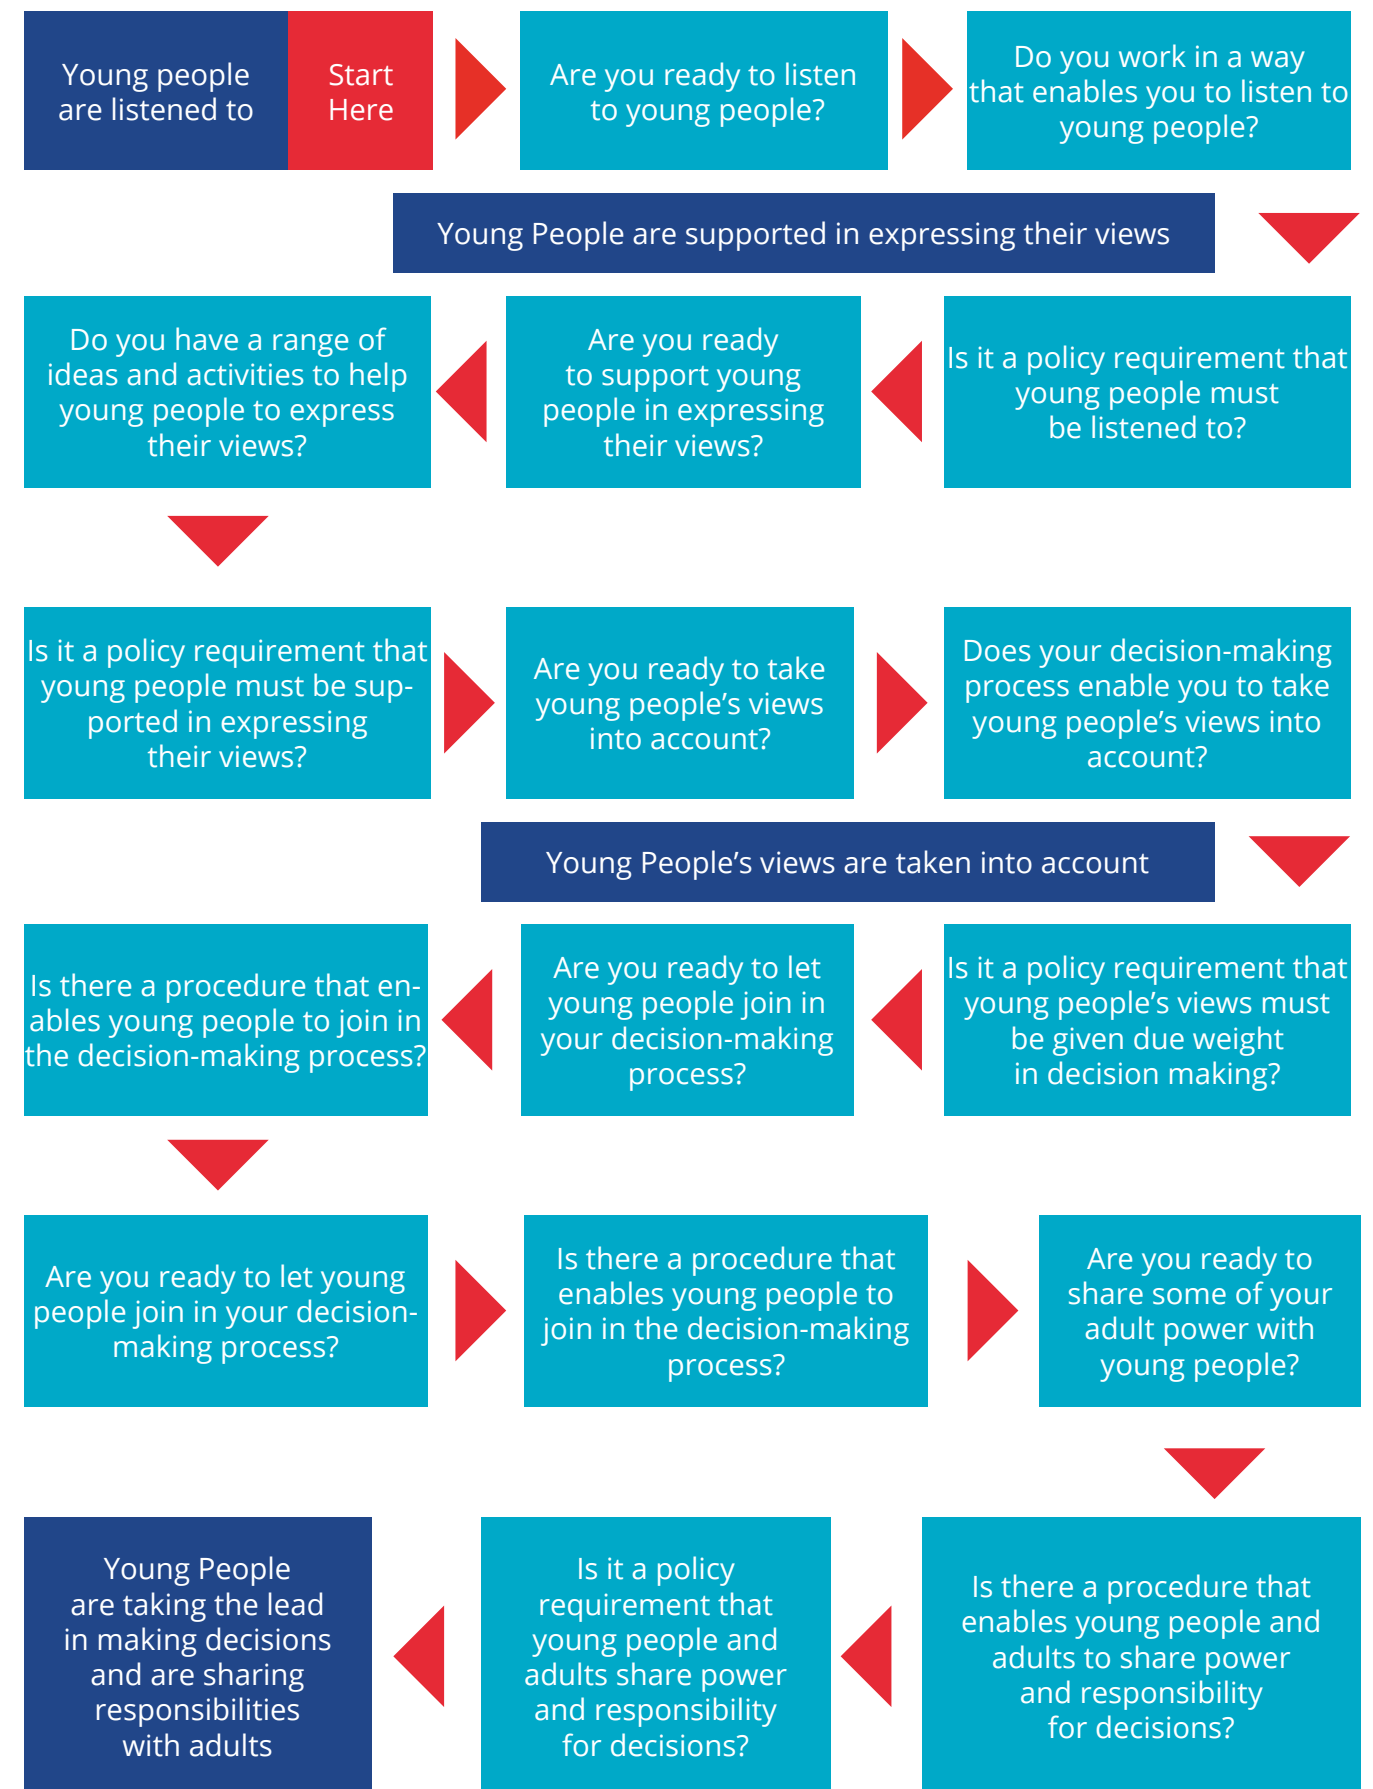 Young people
are listened to
Start
Here
Are you ready to listen
to young people?
Do you work in a way
that enables you to listen to
young people?
Young People are supported in expressing their views
Is it a policy requirement that
young people must
be listened to?
Are you ready
to support young
people in expressing
their views?
Do you have a range of
ideas and activities to help
young people to express
their views?
Is it a policy requirement that
young people must be sup-
ported in expressing
their views?
Are you ready to take
young people’s views
into account?
Does your decision-making
process enable you to take
young people’s views into
account?
Young People’s views are taken into account
Is it a policy requirement that
young people’s views must
be given due weight
in decision making?
Are you ready to let
young people join in
your decision-making
process?
Is there a procedure that en-
ables young people to join in
the decision-making process?
Are you ready to let young
people join in your decision-
making process?
Is there a procedure that
enables young people to
join in the decision-making
process?
Are you ready to
share some of your
adult power with
young people?
Is there a procedure that
enables young people and
adults to share power
and responsibility
for decisions?
Is it a policy
requirement that
young people and
adults share power
and responsibility
for decisions?
Young People
are taking the lead
in making decisions
and are sharing
responsibilities
with adults